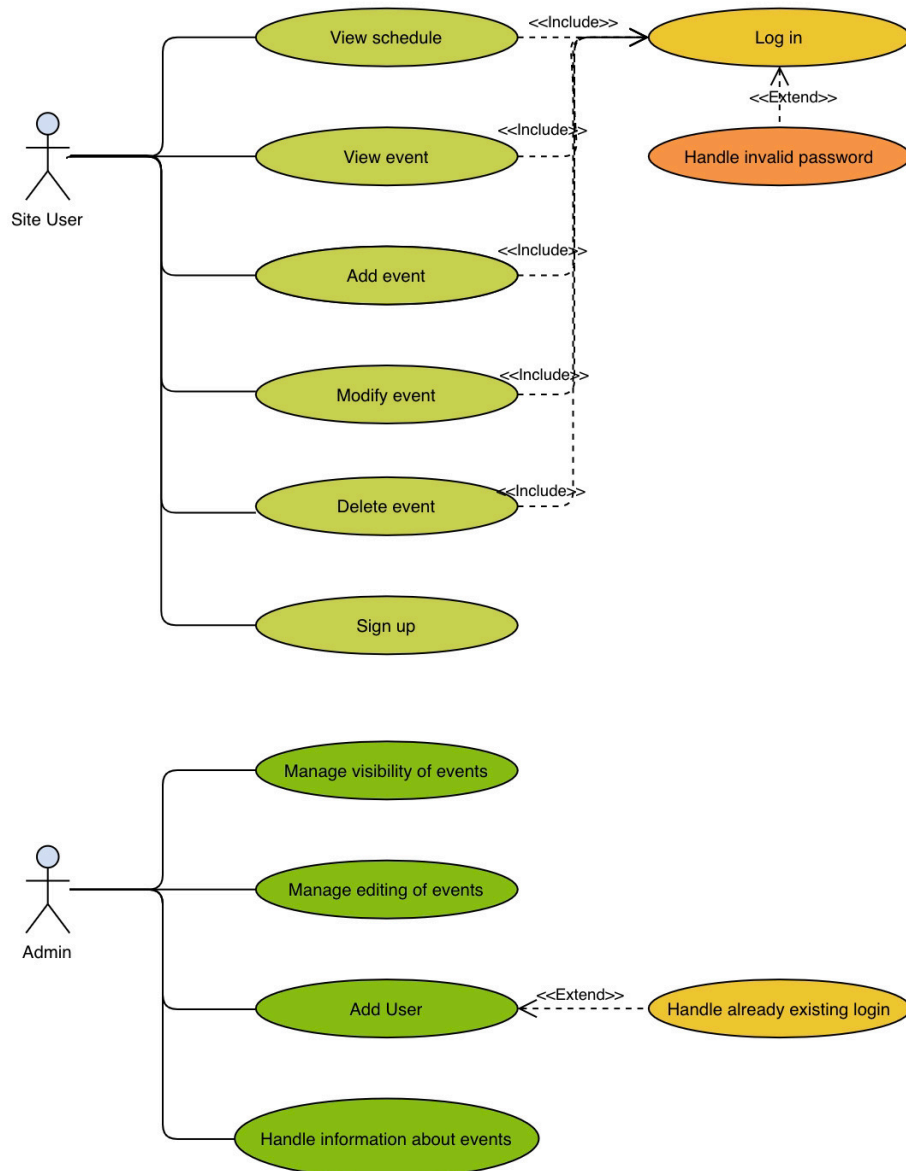 View schedule
<<Include>>
Log in
<<Extend>>
View event
<<Include>>
Handle invalid password
Site User
Add event
<<Include>>
Modify event
<<Include>>
Delete event
<<Include>>
Sign up
Manage visibility of events
Manage editing of events
Admin
Add User
<<Extend>>
Handle already existing login
Handle information about events